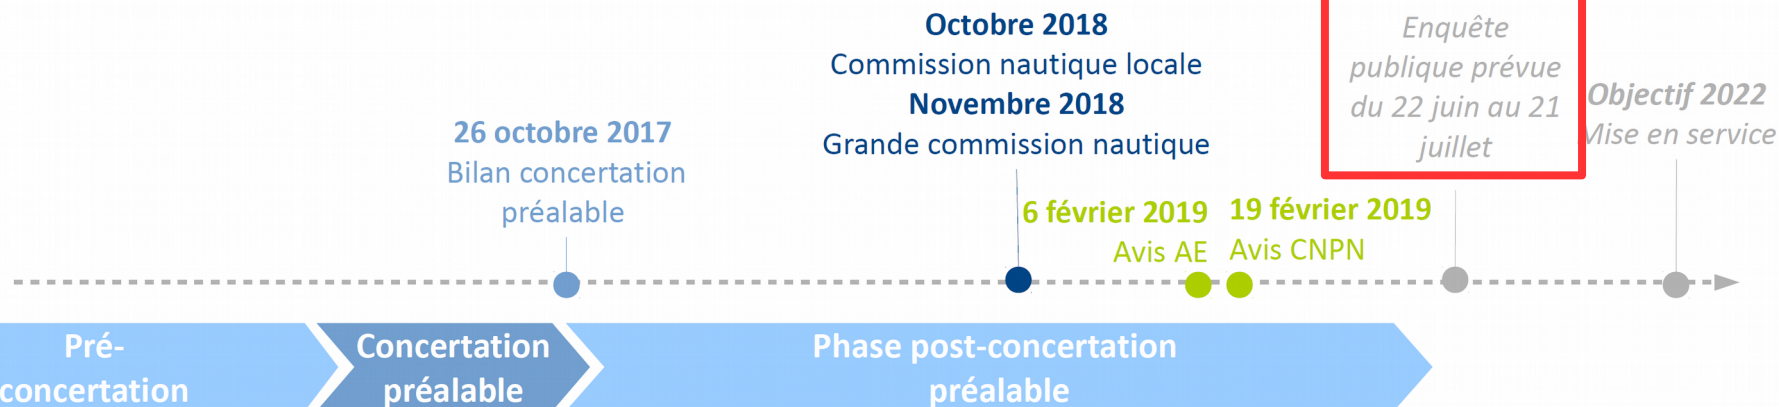 Octobre 2018
Commission nautique locale
Novembre 2018
Grande commission nautique
Enquête
publique prévue
du 22 juin au 21
juillet
Objectif 2022
Mise en service
26 octobre 2017
Bilan concertation
préalable
6 février 2019
Avis AE
19 février 2019
Avis CNPN
Pré-
concertation
Concertation
préalable
Phase post-concertation
préalable